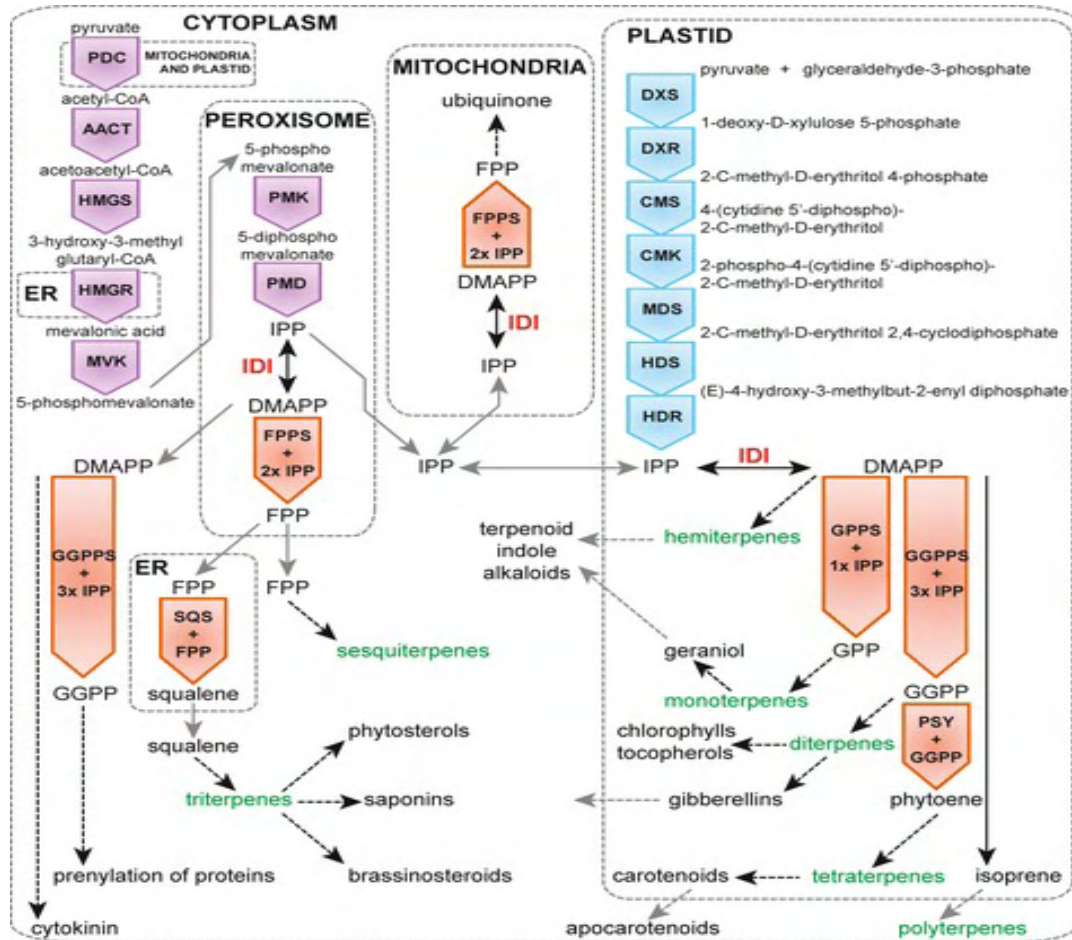 CYTOPLASM
pyruvate
PDC
MITOCHONDRIA
AND PLASTID
acetyl-CoA
AACT
acetoacetyl-CoA
HMGS
3-hydroxy-3-methyl
glutaryl-CoA
ER
HMGR
mevalonic acid
MVK
5-phosphomevalonate
PEROXISOME
5-phospho
mevalonate
PMK
5-diphospho
mevalonate
PMD
IPP
IDI
DMAPP
FPPS
+
2x IPP
FPP
MITOCHONDRIA
ubiquinone
FPP
FPPS
+
2x IPP
DMAPP
IDI
IPP
IPP
PLASTID
pyruvate + glyceraldehyde-3-phosphate
DXS
1-deoxy-D-xylulose 5-phosphate
DXR
2-C-methyl-D-erythritol 4-phosphate
CMS
4-(cytidine 5'-diphospho)-
2-C-methyl-D-erythritol
CMK
2-phospho-4-(cytidine 5'-diphospho)-
2-C-methyl-D-erythritol
MDS
2-C-methyl-D-erythritol 2,4-cyclodiphosphate
HDS
(E)-4-hydroxy-3-methylbut-2-enyl diphosphate
HDR
IPP
IDI
DMAPP
DMAPP
GGPPS
+
3x IPP
GGPP
prenylation of proteins
cytokinin
ER
FPP
SQS
+
FPP
squalene
squalene
triterpenes
phytosterols
saponins
brassinosteroids
FPP
sesquiterpenes
terpenoid
indole
alkaloids
hemiterpenes
GPPS
+
1x IPP
GPP
geraniol
monoterpenes
GGPPS
+
3x IPP
GGPP
chlorophylls
tocopherols
diterpenes
PSY
+
GGPP
gibberellins
phytoene
carotenoids
tetraterpenes
isoprene
apocarotenoids
polyterpenes